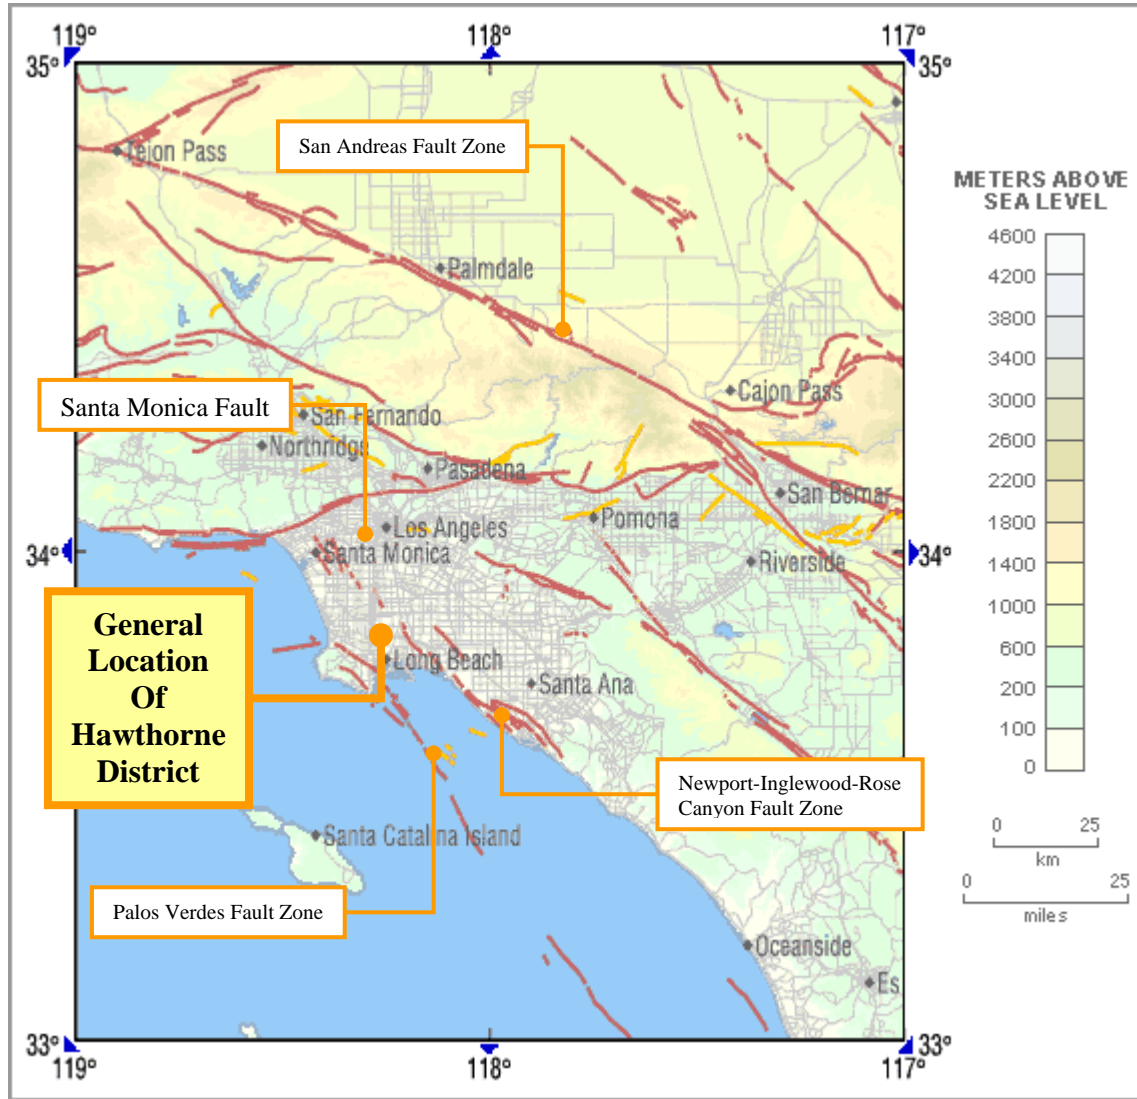 119° 118° 117°
35° 35°
San Andreas Fault Zone
Tejon Pass
METERS ABOVE
SEA LEVEL
4600
4200
3800
3400
3000
2600
2200
1800
1400
1000
600
200
100
0
Palmdale
Cajon Pass
Santa Monica Fault
San Fernando
Northridge
Pasadena
San Bernar
Pomona
Los Angeles
34° 34°
Santa Monica
Riverside
General
Location
Of
Hawthorne
District
Long Beach
Santa Ana
Newport-Inglewood-Rose
Canyon Fault Zone
Santa Catalina Island
0 25
km
0 25
miles
Palos Verdes Fault Zone
Oceanside
Es
33° 33°
119° 118° 117°